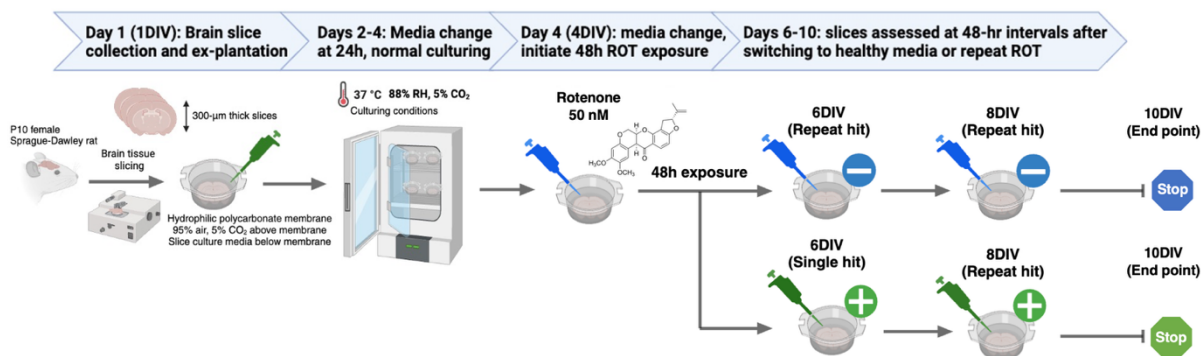 Day 1 (1DIV): Brain slice
collection and ex-plantation
Days 2-4: Media change
at 24h, normal culturing
Day 4 (4DIV): media change,
initiate 48h ROT exposure
Days 6-10: slices assessed at 48-hr intervals after
switching to healthy media or repeat ROT
P10 female
Sprague-Dawley rat
300-μm thick slices
Brain tissue
slicing
Hydrophilic polycarbonate membrane
95% air, 5% CO₂ above membrane
Slice culture media below membrane
37 °C 88% RH, 5% CO₂
Culturing conditions
Rotenone
50 nM
H
H
O
O
O
O
CH₃O
OCH₃
48h exposure
6DIV
(Repeat hit)
8DIV
(Repeat hit)
10DIV
(End point)
Stop
6DIV
(Single hit)
8DIV
(Repeat hit)
10DIV
(End point)
Stop